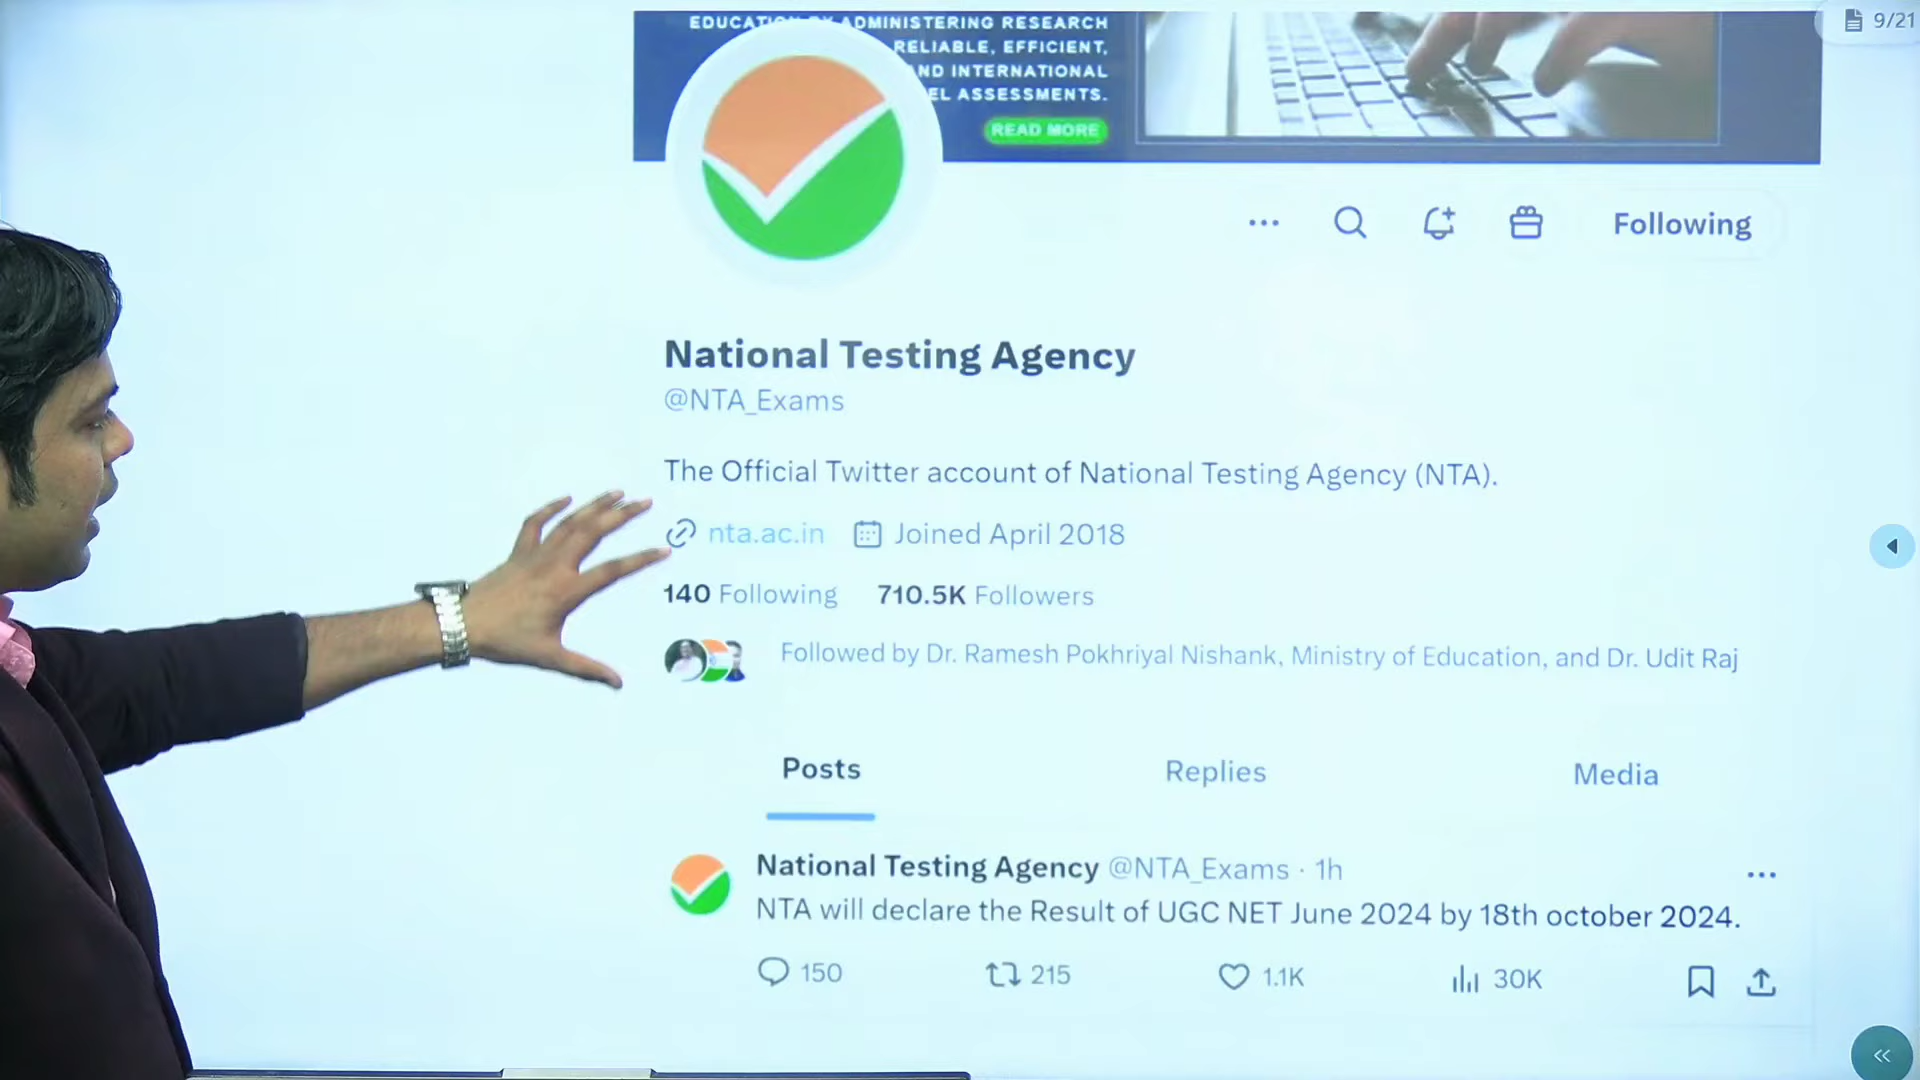 9/21
EDUCATION BY ADMINISTERING RESEARCH
RELIABLE, EFFICIENT,
AND INTERNATIONAL
EL ASSESSMENTS.
READ MORE
Following
National Testing Agency
@NTA_Exams
The Official Twitter account of National Testing Agency (NTA).
nta.ac.in Joined April 2018
140 Following 710.5K Followers
Followed by Dr. Ramesh Pokhriyal Nishank, Ministry of Education, and Dr. Udit Raj
Posts Replies Media
National Testing Agency @NTA_Exams · 1h
NTA will declare the Result of UGC NET June 2024 by 18th october 2024.
150 215 1.1K 30K